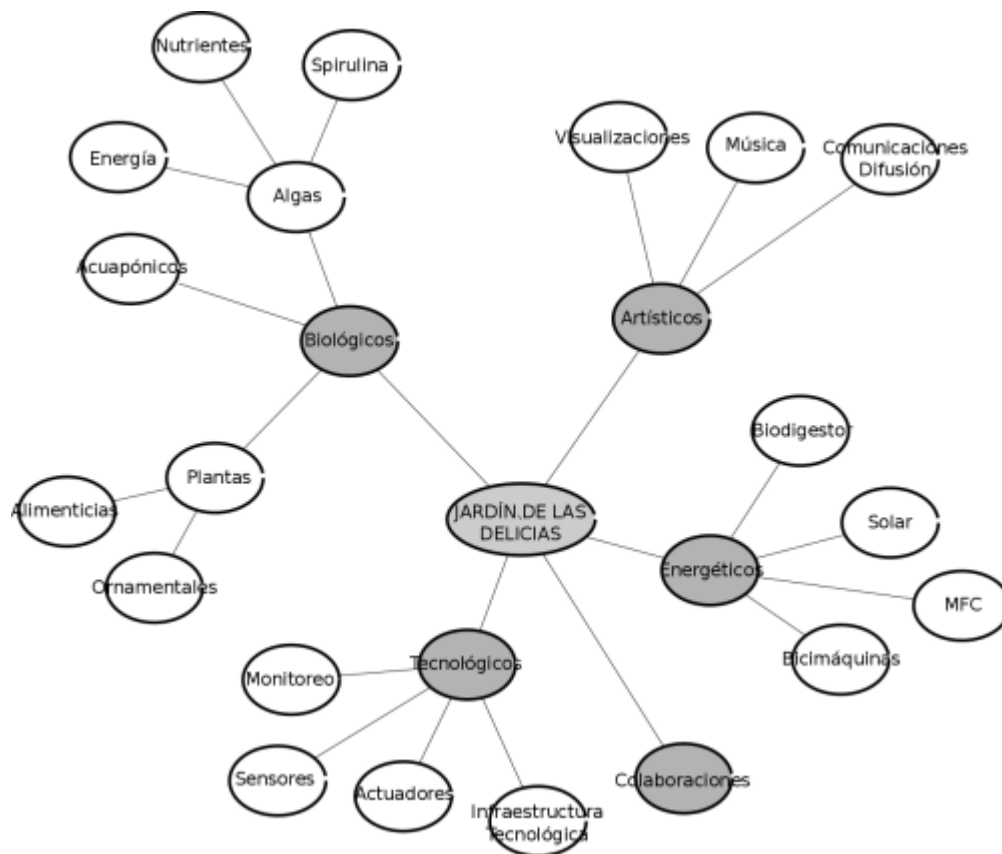 Nutrientes
Spirulina
Energía
Algas
Acuapónicos
Biológicos
Plantas
Alimenticias
Ornamentales
Visualizaciones
Música
Comunicaciones
Difusión
Artísticos
JARDÍN DE LAS
DELICIAS
Biodigestor
Solar
Energéticos
MFC
Bicimáquinas
Tecnológicos
Monitoreo
Sensores
Actuadores
Infraestructura
Tecnológica
Colaboraciones